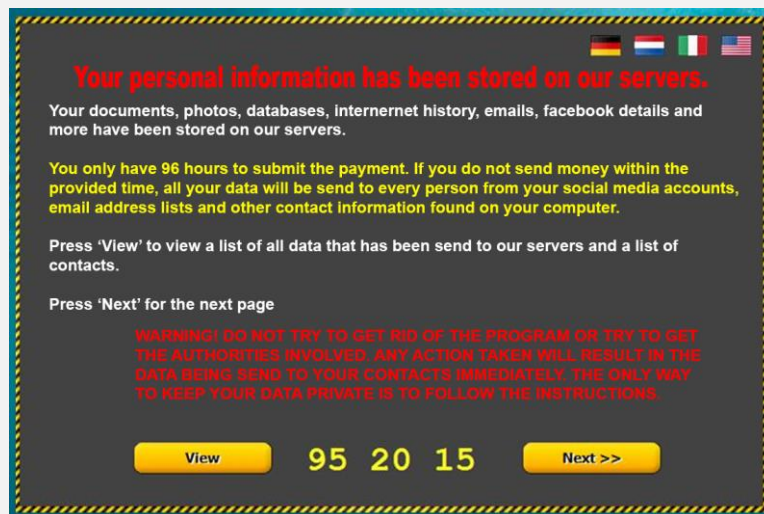 Your personal information has been stored on our servers.
Your documents, photos, databases, internernet history, emails, facebook details and
more have been stored on our servers.
You only have 96 hours to submit the payment. If you do not send money within the
provided time, all your data will be send to every person from your social media accounts,
email address lists and other contact information found on your computer.
Press ‘View’ to view a list of all data that has been send to our servers and a list of
contacts.
Press ‘Next’ for the next page
WARNING! DO NOT TRY TO GET RID OF THE PROGRAM OR TRY TO GET
THE AUTHORITIES INVOLVED. ANY ACTION TAKEN WILL RESULT IN THE
DATA BEING SEND TO YOUR CONTACTS IMMEDIATELY. THE ONLY WAY
TO KEEP YOUR DATA PRIVATE IS TO FOLLOW THE INSTRUCTIONS.
View 95 20 15 Next >>